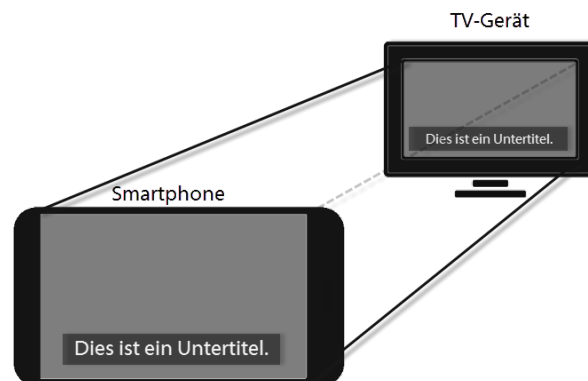 TV-Gerät
Dies ist ein Untertitel.
Smartphone
Dies ist ein Untertitel.